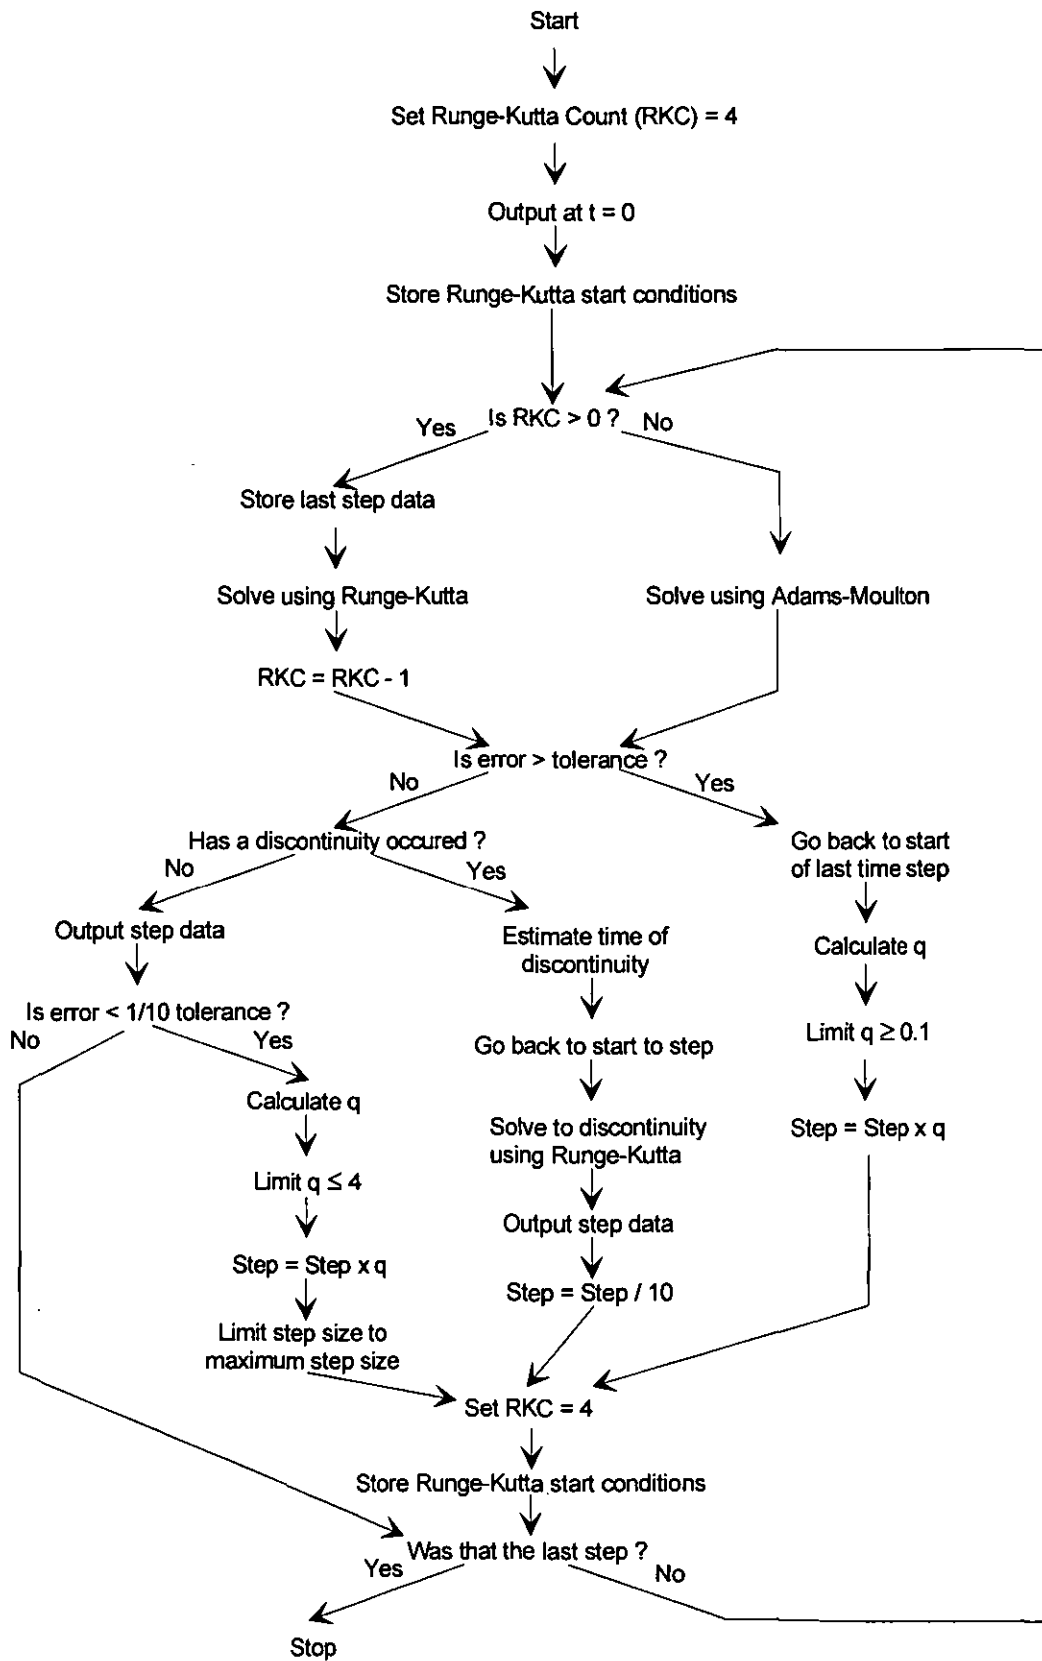 Start
Set Runge-Kutta Count (RKC) = 4
Output at t = 0
Store Runge-Kutta start conditions
Is RKC > 0 ?
Yes
No
Store last step data
Solve using Runge-Kutta
Solve using Adams-Moulton
RKC = RKC - 1
Is error > tolerance ?
No
Yes
Has a discontinuity occured ?
No
Yes
Go back to start
of last time step
Output step data
Estimate time of
discontinuity
Calculate q
Is error < 1/10 tolerance ?
No
Yes
Go back to start to step
Limit q ≥ 0.1
Calculate q
Solve to discontinuity
using Runge-Kutta
Step = Step x q
Limit q ≤ 4
Output step data
Step = Step x q
Step = Step / 10
Limit step size to
maximum step size
Set RKC = 4
Store Runge-Kutta start conditions
Was that the last step ?
Yes
No
Stop